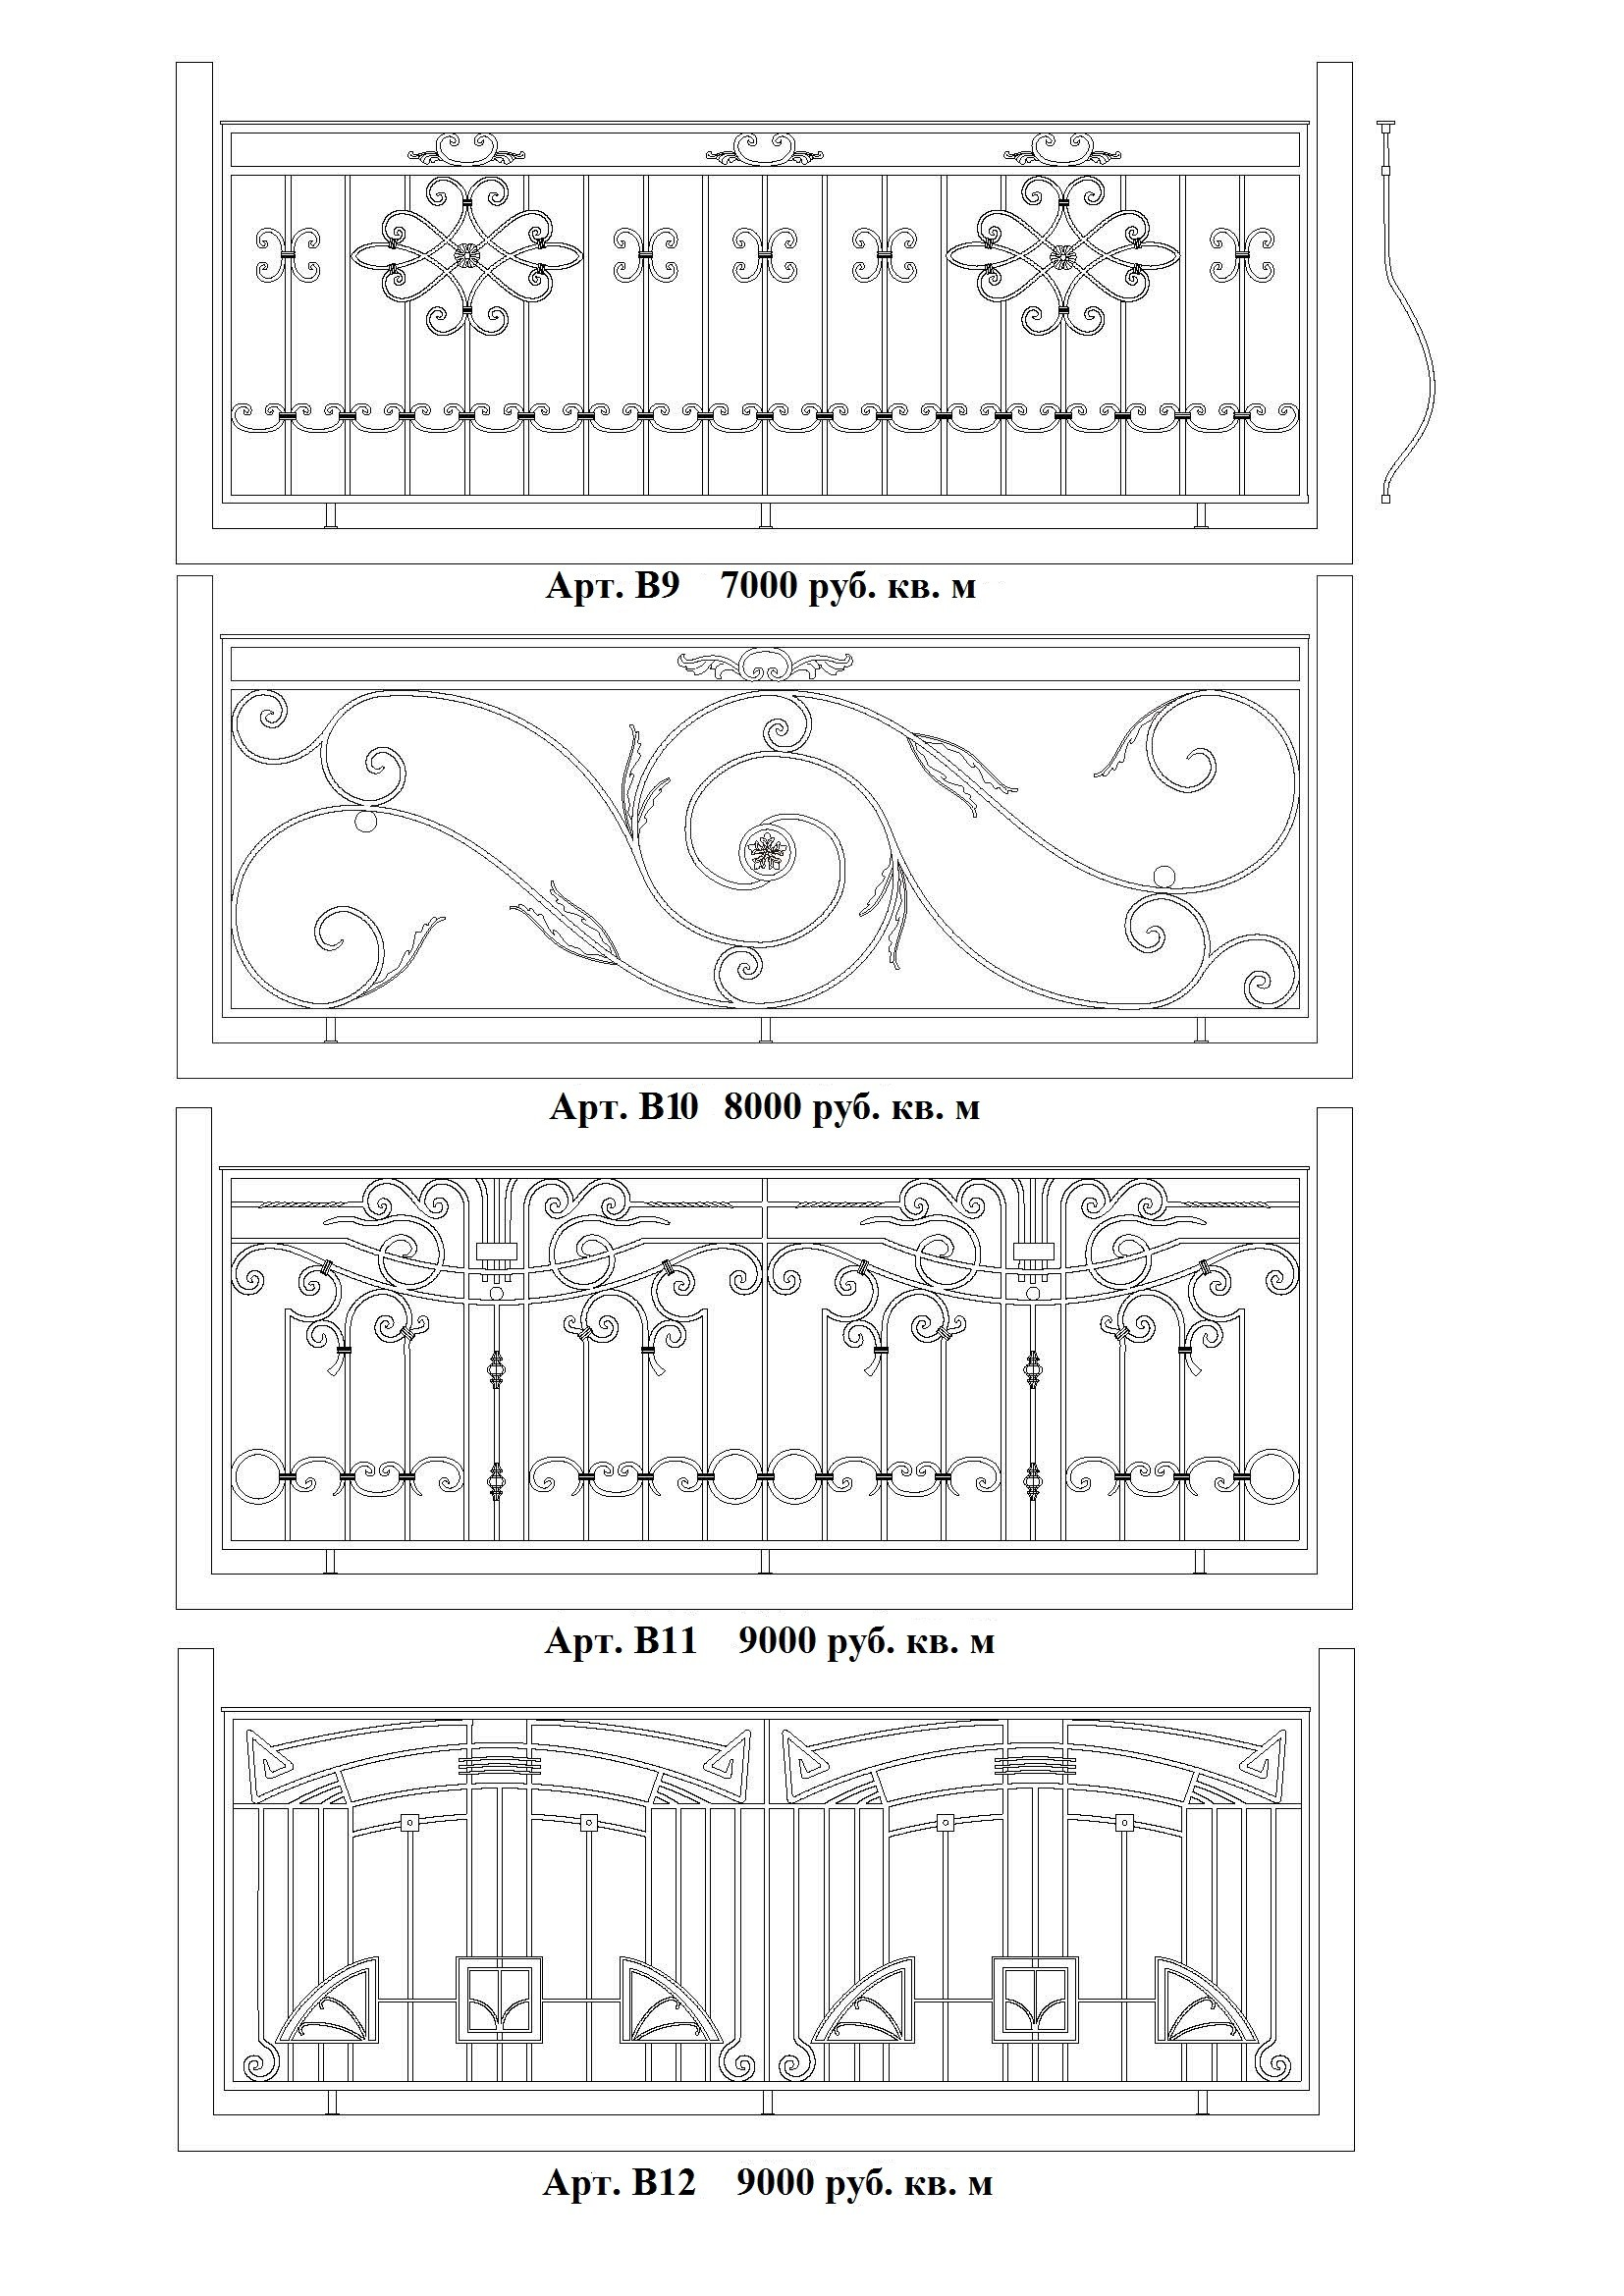 Арт. В9 7000 руб. кв. м
Арт. В10 8000 руб. кв. м
Арт. В11 9000 руб. кв. м
Арт. В12 9000 руб. кв. м